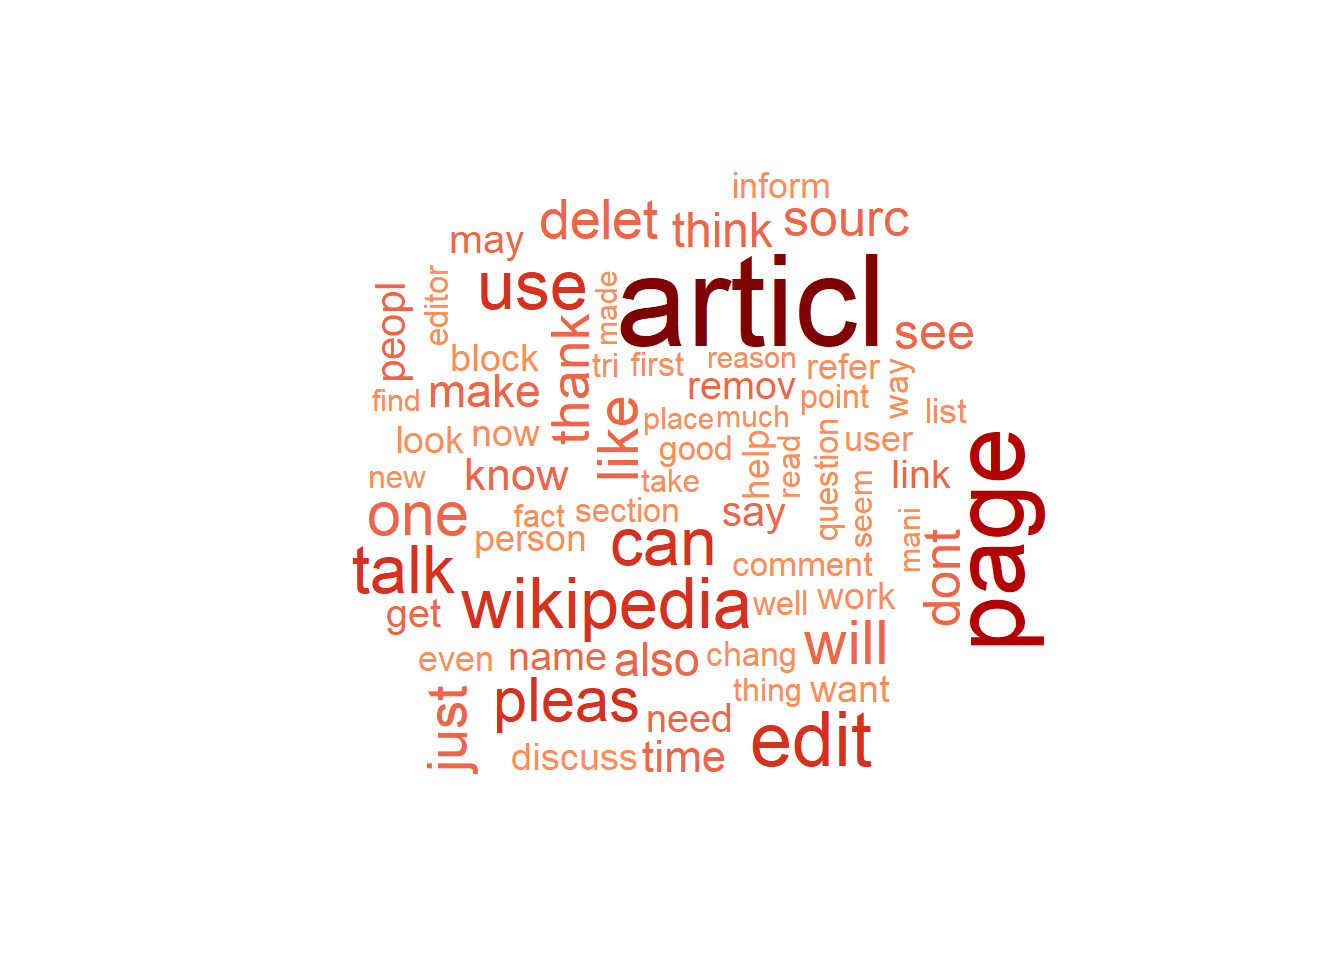 inform
delet
think
sourc
may
use
articl
peopl
editor
made
thank
see
block
tri
first
reason
refer
way
find
make
remov
point
list
like
place
much
look
now
good
help
read
question
user
page
new
know
take
seem
link
one
fact
section
say
mani
dont
person
can
talk
comment
wikipedia
well
work
get
will
even
name
also
chang
just
pleas
thing
want
need
edit
discuss
time